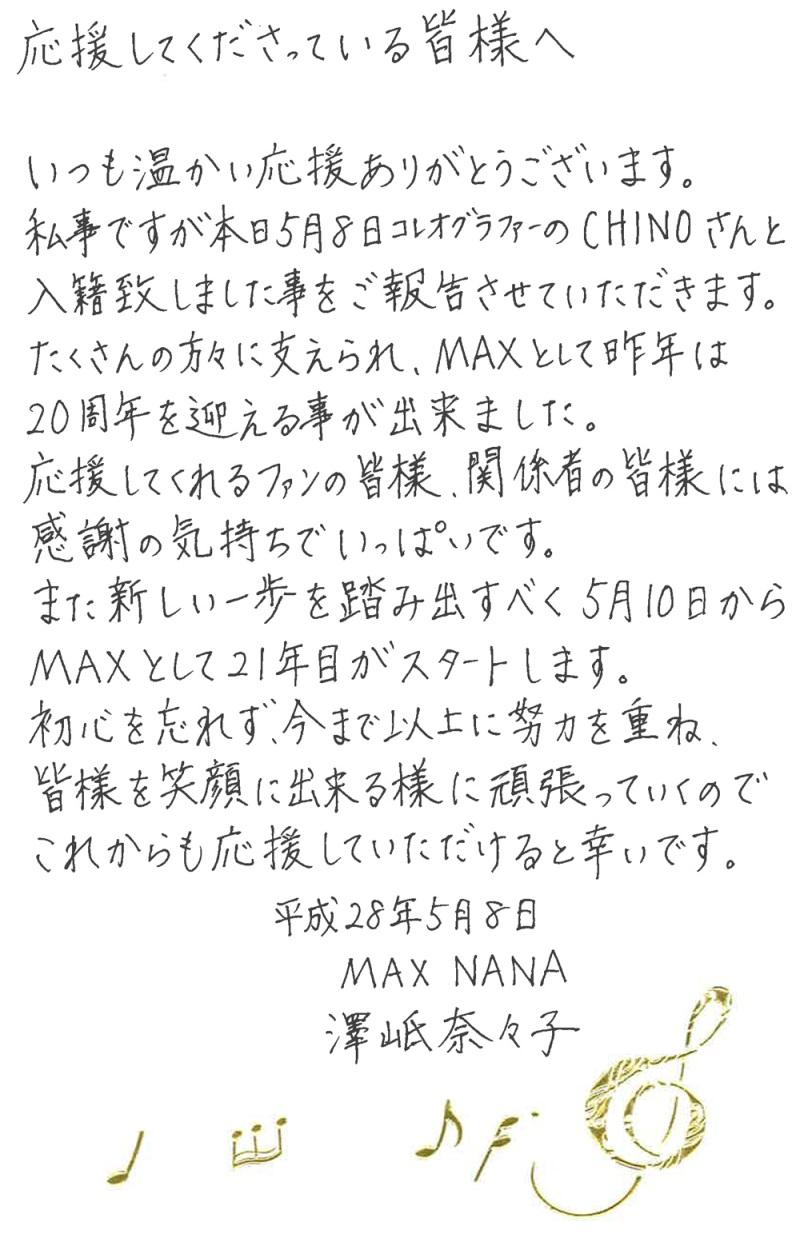 応援してくださっている皆様へ
いつも温かい応援ありがとうございます。
私事ですが本日5月8日コレオグラファーのCHINOさんと
入籍致しました事をご報告させていただきます。
たくさんの方々に支えられ、MAXとして昨年は
20周年を迎える事が出来ました。
応援してくれるファンの皆様、関係者の皆様には
感謝の気持ちでいっぱいです。
また新しい一歩を踏み出すべく5月10日から
MAXとして21年目がスタートします。
初心を忘れず、今まで以上に努力を重ね、
皆様を笑顔に出来る様に頑張っていくので
これからも応援していただけると幸いです。
平成28年5月8日
MAX NANA
澤岻奈々子